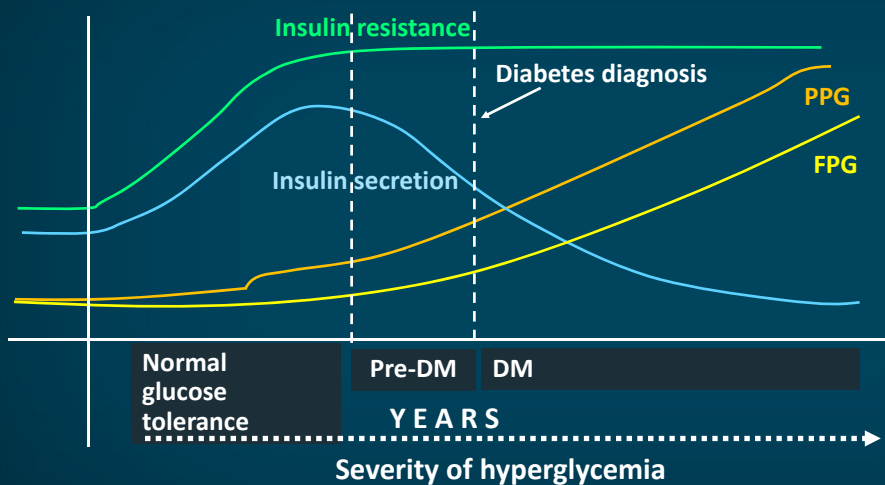 Insulin resistance
Diabetes diagnosis
PPG
FPG
Insulin secretion
Normal
glucose
tolerance
Pre-DM
DM
YEARS
Severity of hyperglycemia